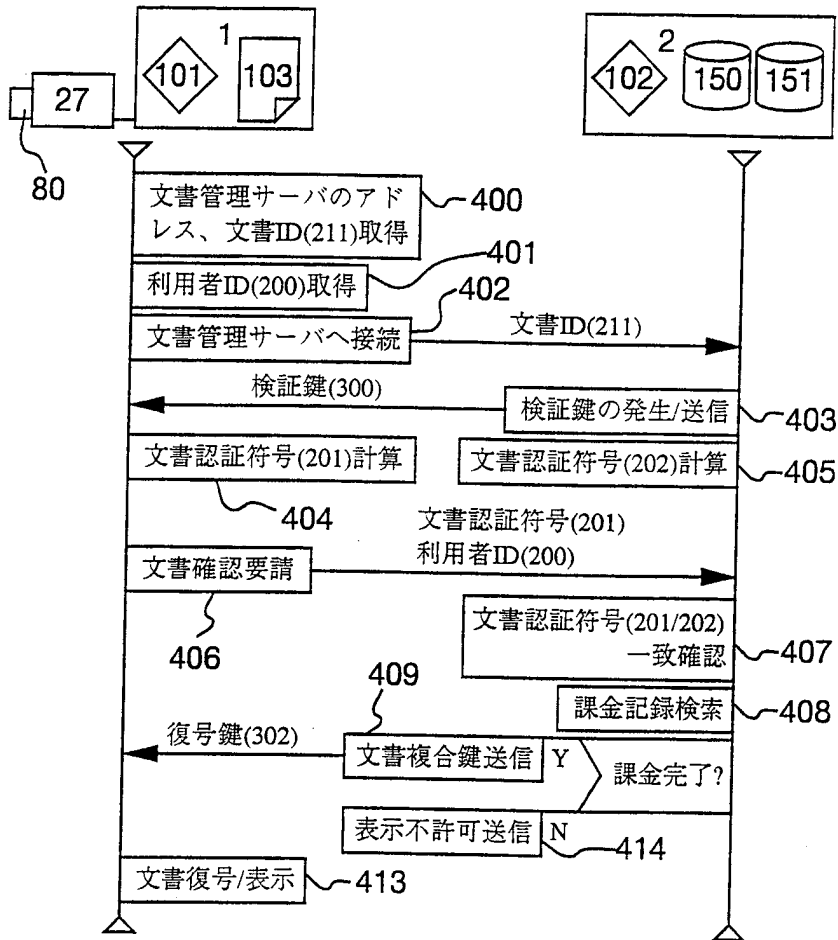 1
101
103
27
80
2
102
150
151
文書管理サーバのアド
レス、文書ID(211)取得
400
利用者ID(200)取得
401
文書管理サーバへ接続
402
文書ID(211)
検証鍵(300)
検証鍵の発生/送信
403
文書認証符号(201)計算
404
文書認証符号(202)計算
405
文書認証符号(201)
利用者ID(200)
文書確認要請
406
文書認証符号(201/202)
一致確認
407
課金記録検索
408
409
復号鍵(302)
文書複合鍵送信
Y
課金完了?
表示不許可送信
N
414
文書復号/表示
413